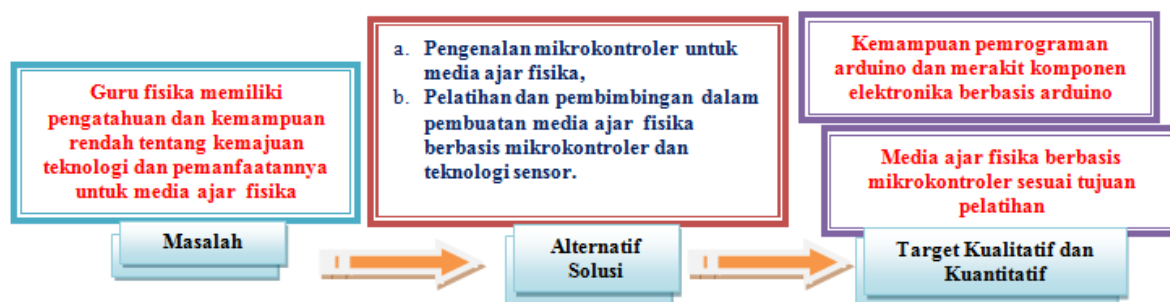 Guru fisika memiliki
pengatahuan dan kemampuan
rendah tentang kemajuan
teknologi dan pemanfaatannya
untuk media ajar fisika
Masalah
a. Pengenalan mikrokontroler untuk
media ajar fisika,
b. Pelatihan dan pembimbingan dalam
pembuatan media ajar fisika
berbasis mikrokontroler dan
teknologi sensor.
Alternatif
Solusi
Kemampuan pemrograman
arduino dan merakit komponen
elektronika berbasis arduino
Media ajar fisika berbasis
mikrokontroler sesuai tujuan
pelatihan
Target Kualitatif dan
Kuantitatif